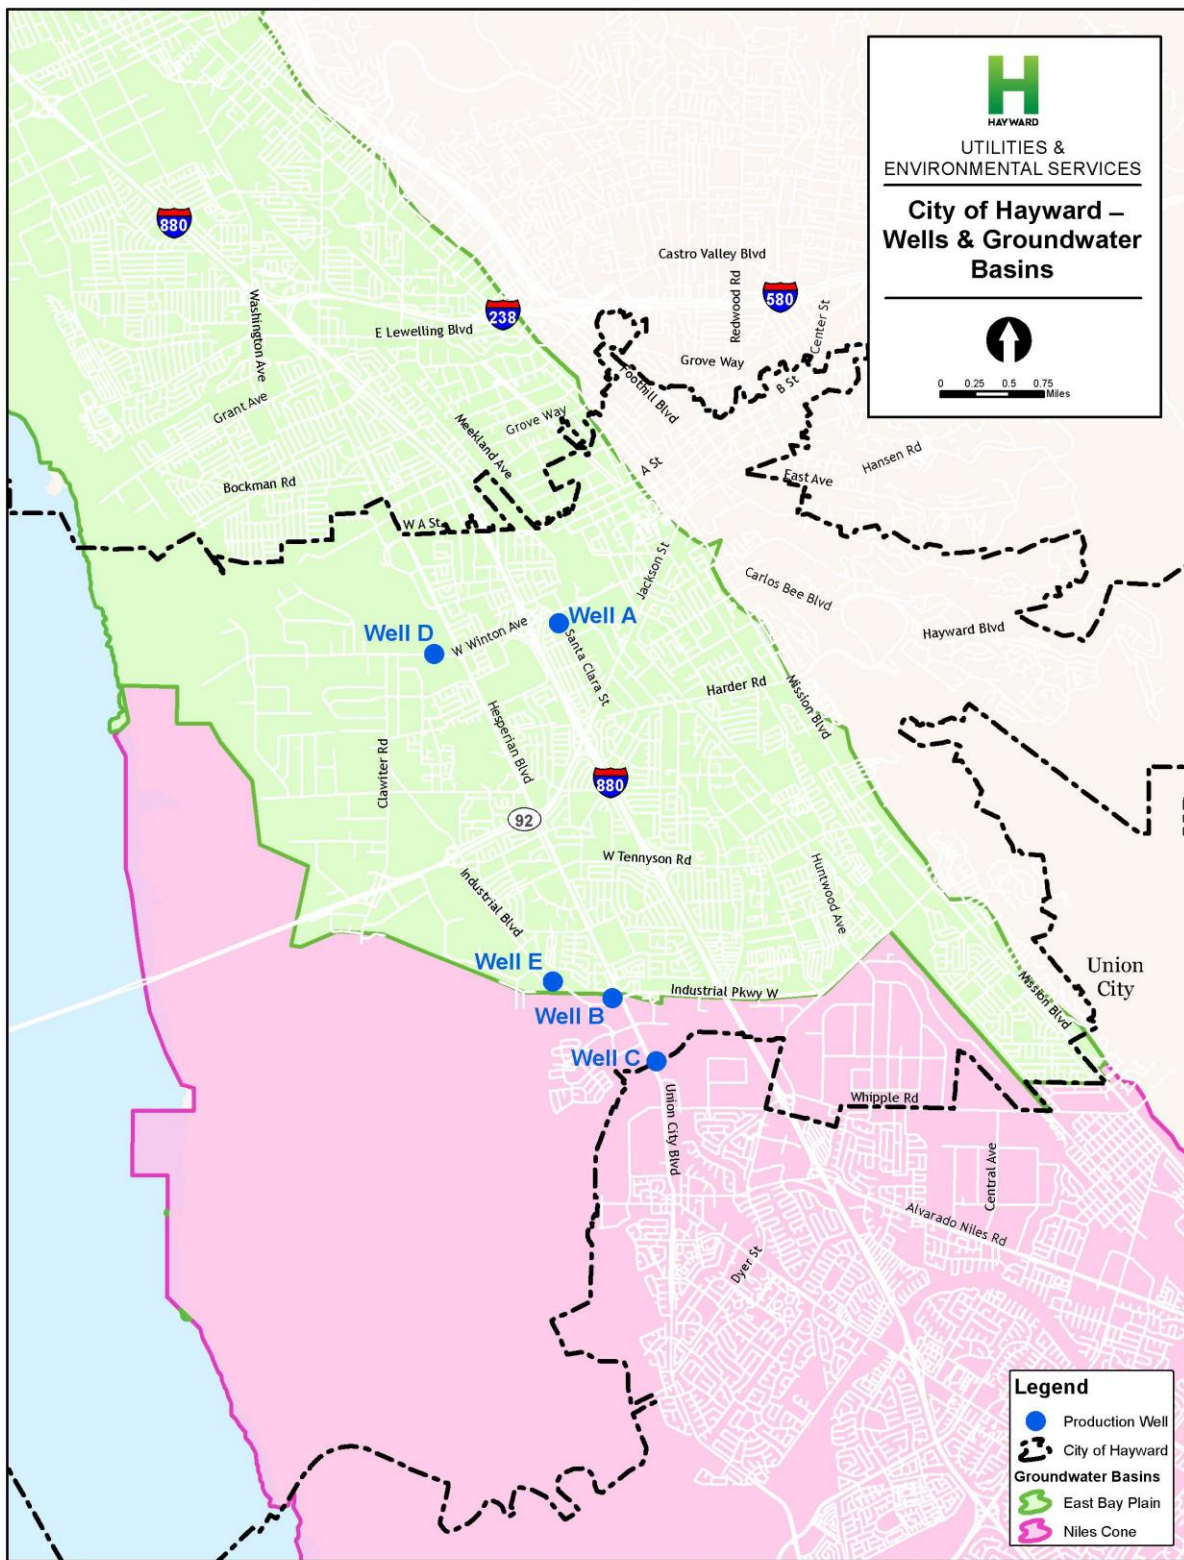 H
HAYWARD
UTILITIES &
ENVIRONMENTAL SERVICES
City of Hayward –
Wells & Groundwater
Basins
0 0.25 0.5 0.75
Miles
880
Castro Valley Blvd
Redwood Rd
580
Center St
238
E Lewelling Blvd
Washington Ave
Grove Way
Foothill Blvd
B St
Grant Ave
Grove Way
Meekland Ave
A St
Hansen Rd
East Ave
Bockman Rd
W A St
Jackson St
Carlos Bee Blvd
Well A
Well D
W Winton Ave
Santa Clara St
Hayward Blvd
Harder Rd
Mission Blvd
Hesperian Blvd
Clawiter Rd
880
92
W Tennyson Rd
Huntwood Ave
Industrial Blvd
Well E
Union
City
Industrial Pkwy W
Mission Blvd
Well B
Well C
Whipple Rd
Union City Blvd
Central Ave
Alvarado Niles Rd
Dyer St
Legend
Production Well
City of Hayward
Groundwater Basins
East Bay Plain
Niles Cone